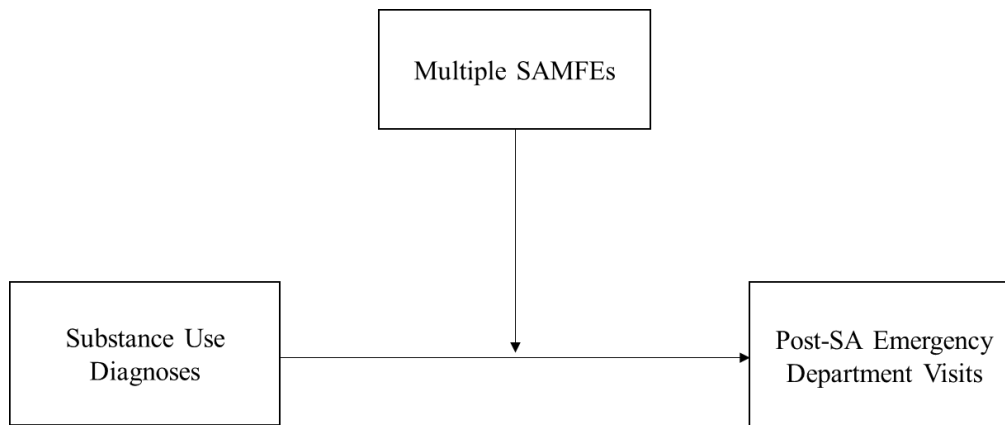 Multiple SAMFEs
Substance Use
Diagnoses
Post-SA Emergency
Department Visits